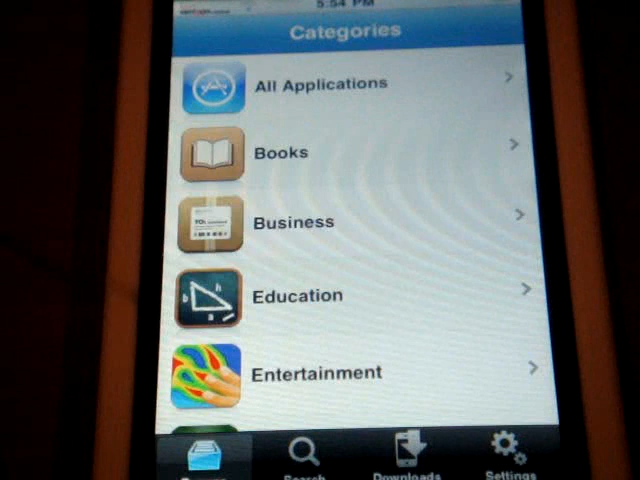 5:54 PM
Categories
All Applications
Books
Business
Education
b
h
a
Entertainment
Search
Downloads
Settings